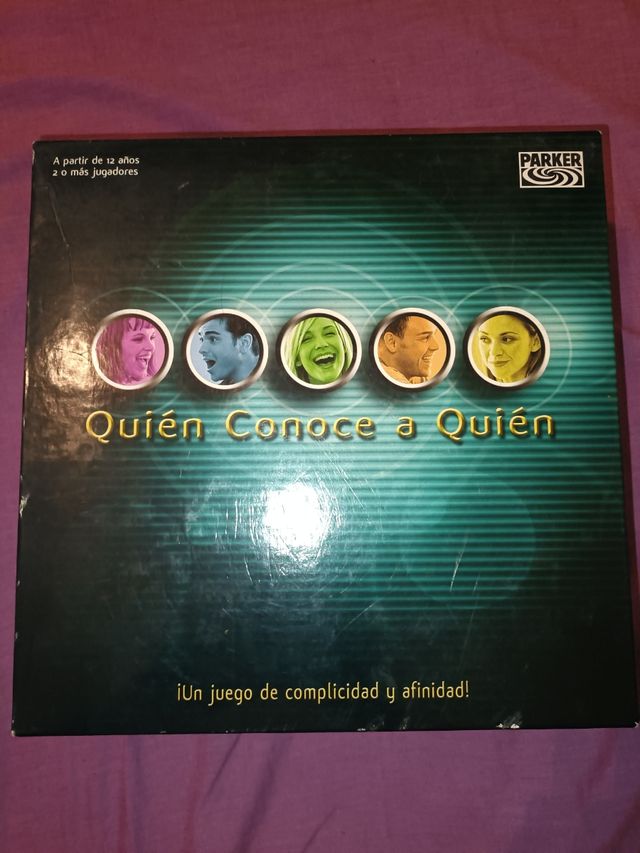 A partir de 12 años
2 o más jugadores
PARKER
Quién Conoce a Quién
¡Un juego de complicidad y afinidad!